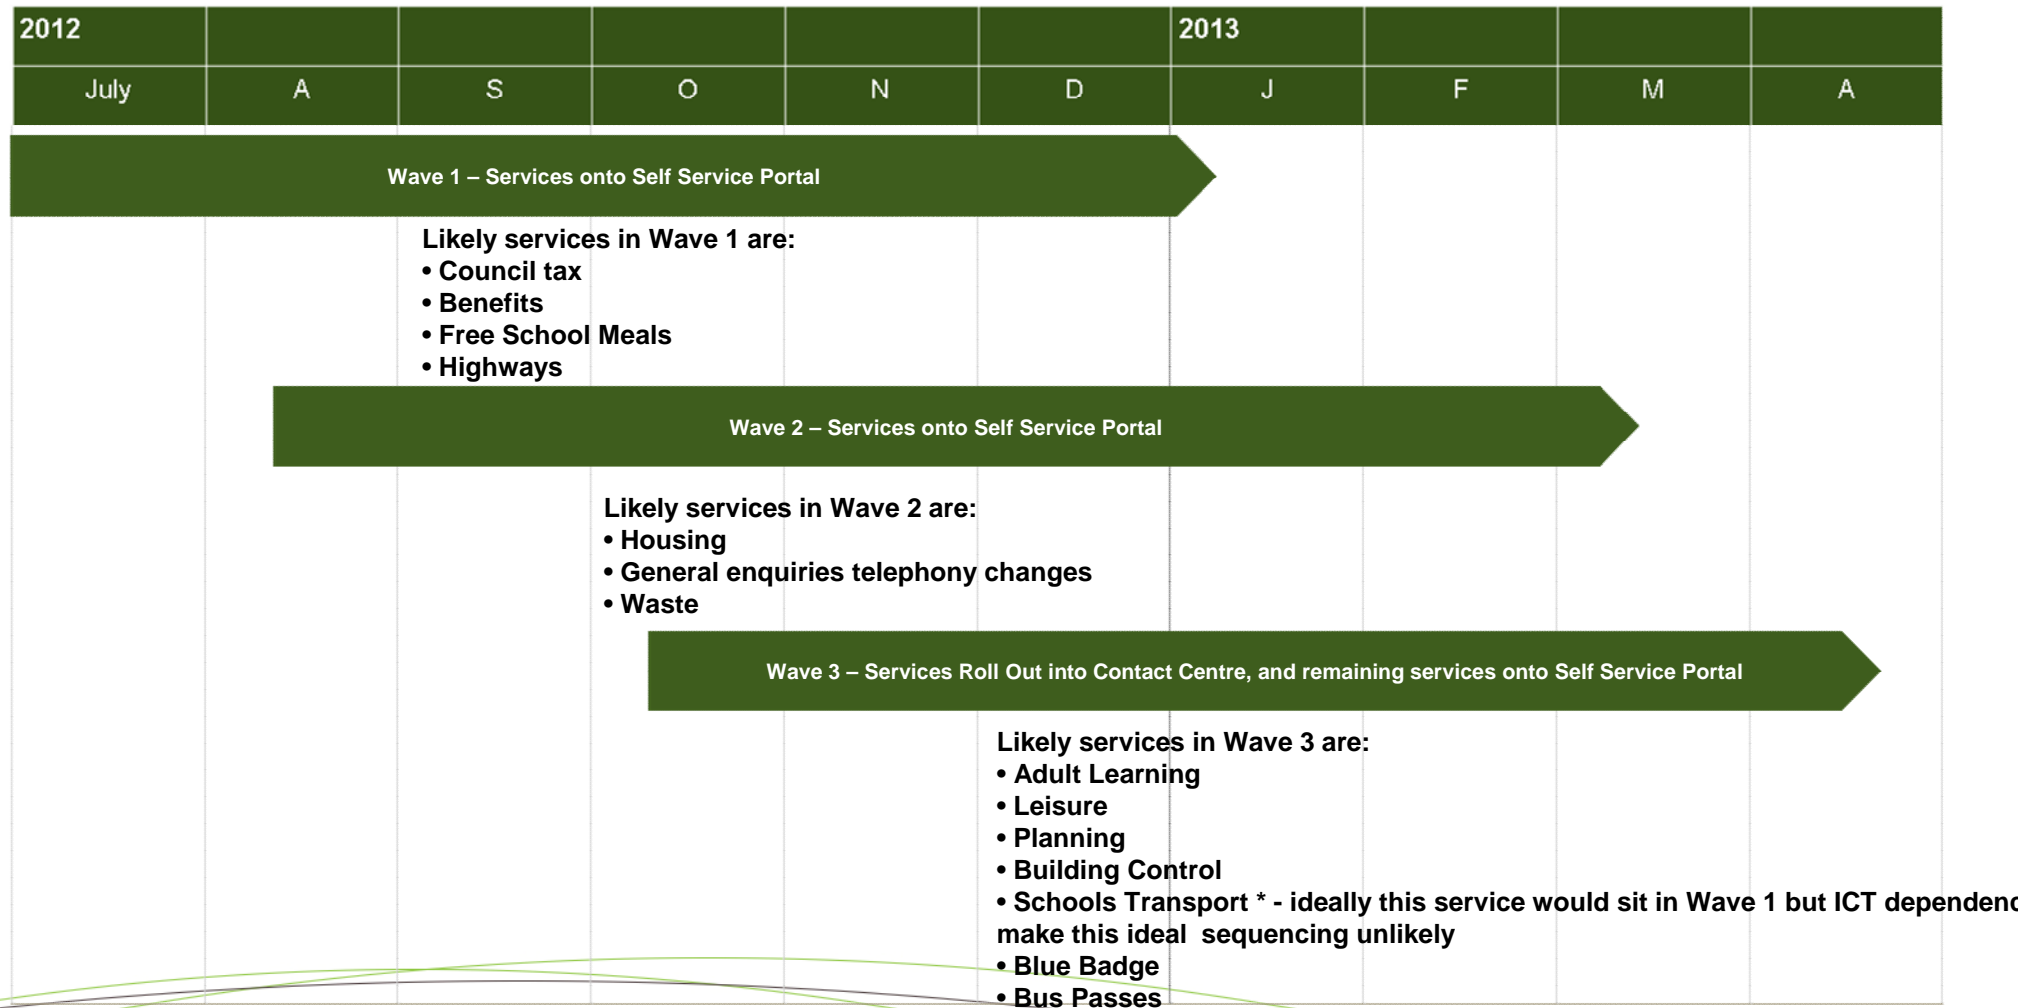 2012 2013
July A S O N D J F M A
Wave 1 – Services onto Self Service Portal
Likely services in Wave 1 are:
• Council tax
• Benefits
• Free School Meals
• Highways
Wave 2 – Services onto Self Service Portal
Likely services in Wave 2 are:
• Housing
• General enquiries telephony changes
• Waste
Wave 3 – Services Roll Out into Contact Centre, and remaining services onto Self Service Portal
Likely services in Wave 3 are:
• Adult Learning
• Leisure
• Planning
• Building Control
• Schools Transport * - ideally this service would sit in Wave 1 but ICT
make this ideal sequencing unlikely
• Blue Badge
• Bus Passes